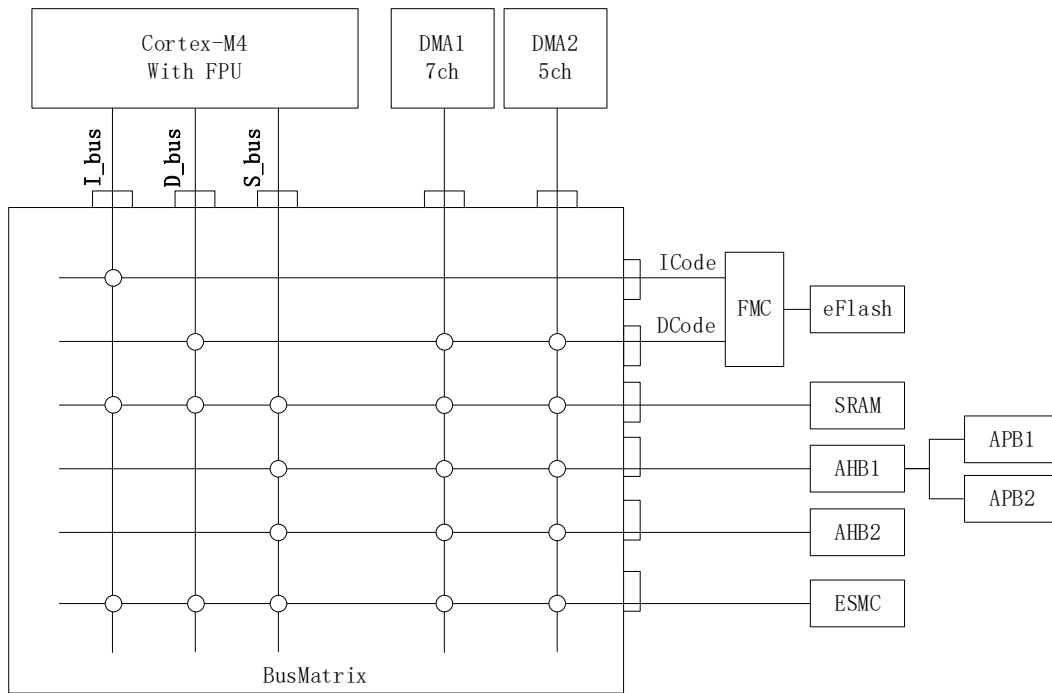 Cortex-M4
With FPU
DMA1
7ch
DMA2
5ch
I_bus
D_bus
S_bus
ICode
DCode
FMC
eFlash
SRAM
AHB1
APB1
APB2
AHB2
ESMC
BusMatrix